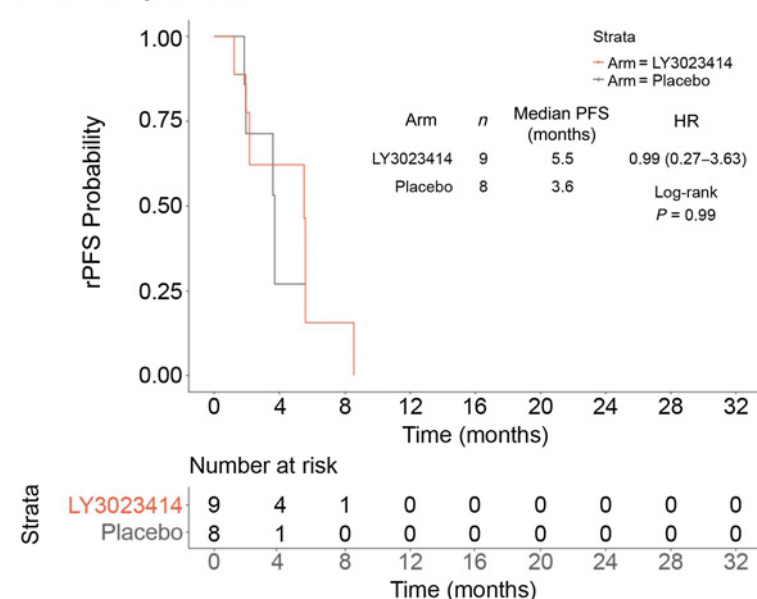 Strata
Arm = LY3023414
Arm = Placebo
1.00
0.75
0.50
0.25
0.00
rPFS Probability
Arm n Median PFS (months) HR
LY3023414 9 5.5 0.99 (0.27–3.63)
Placebo 8 3.6
Log-rank
P = 0.99
0 4 8 12 16 20 24 28 32
Time (months)
Number at risk
Strata
LY3023414 9 4 1 0 0 0 0 0 0
Placebo 8 1 0 0 0 0 0 0 0
0 4 8 12 16 20 24 28 32
Time (months)